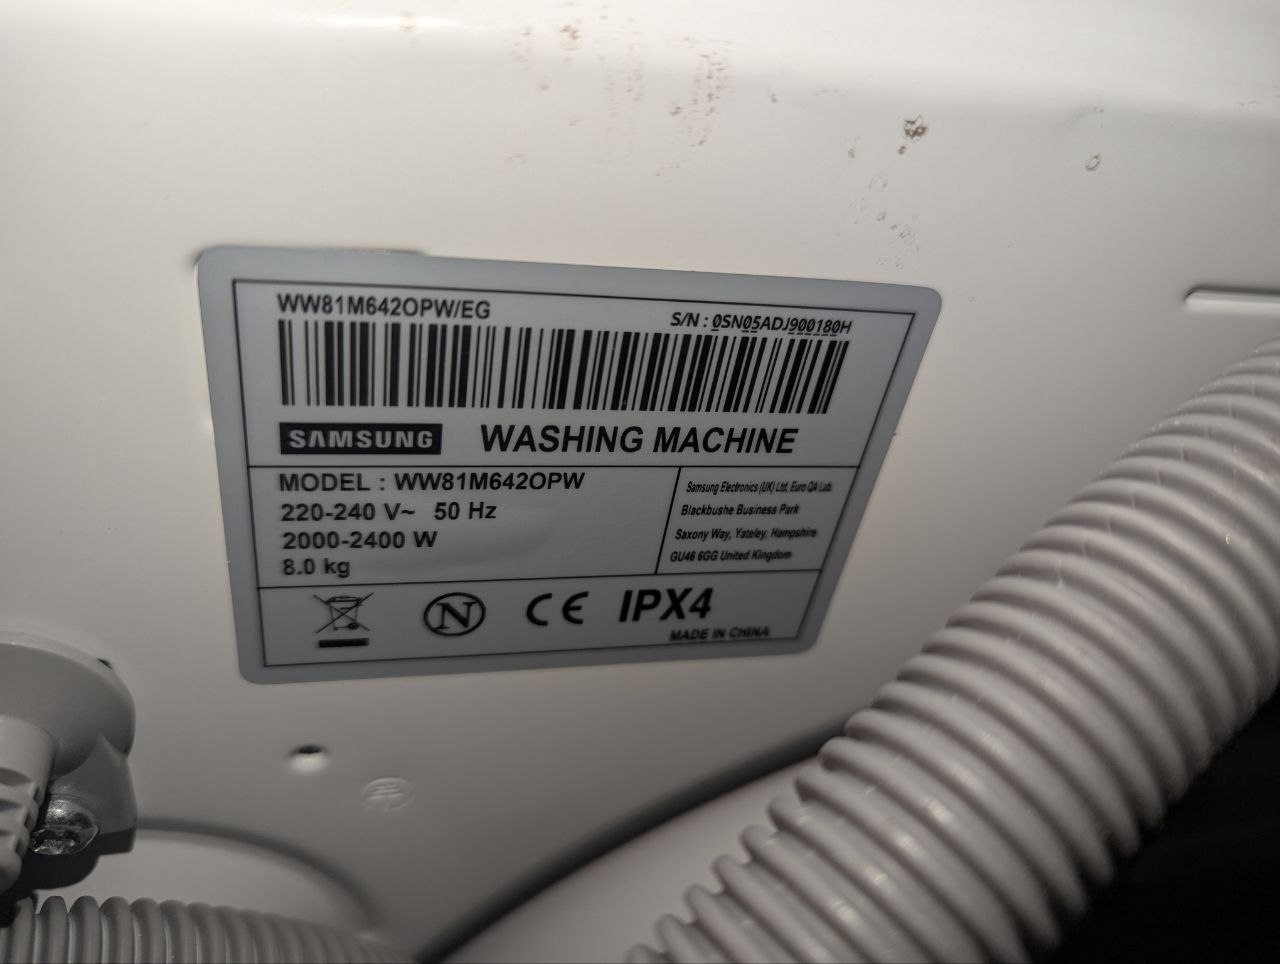 WW81M642OPW/EG
S/N : 0SN05ADJ900180H
SAMSUNG WASHING MACHINE
MODEL : WW81M642OPW
220-240 V~ 50 Hz
2000-2400 W
8.0 kg
Samsung Electronics (UK) Ltd, Euro QA Lab.
Blackbushe Business Park
Saxony Way, Yateley, Hampshire
GU46 6GG United Kingdom
N CE IPX4
MADE IN CHINA